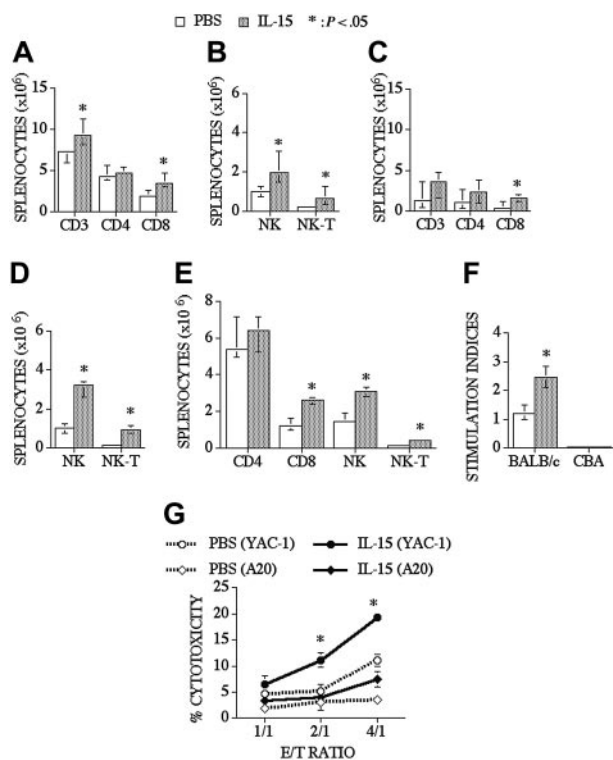 PBS IL-15 * :P <.05
A
SPLENOCYTES (x10⁶)
15
10
5
0
*
*
CD3 CD4 CD8
B
SPLENOCYTES (x10⁶)
6
4
2
0
*
*
NK NK-T
C
SPLENOCYTES (x10⁶)
15
10
5
0
*
CD3 CD4 CD8
D
SPLENOCYTES (x10⁶)
6
4
2
0
*
*
NK NK-T
E
SPLENOCYTES (x10⁶)
8
6
4
2
0
*
*
*
CD4 CD8 NK NK-T
F
STIMULATION INDICES
4
3
2
1
0
*
BALB/c CBA
G
PBS (YAC-1) IL-15 (YAC-1)
PBS (A20) IL-15 (A20)
% CYTOTOXICITY
25
20
15
10
5
0
*
*
1/1 2/1 4/1
E/T RATIO